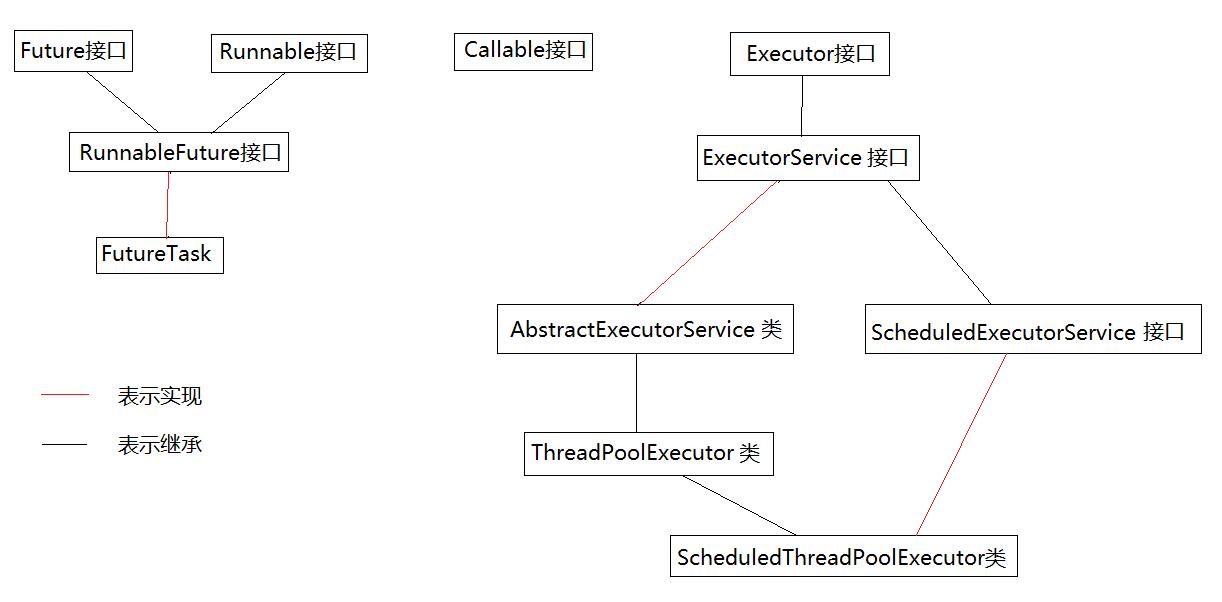 Future接口
Runnable接口
Callable接口
Executor接口
RunnableFuture接口
ExecutorService 接口
FutureTask
AbstractExecutorService 类
ScheduledExecutorService 接口
表示实现
表示继承
ThreadPoolExecutor 类
ScheduledThreadPoolExecutor类